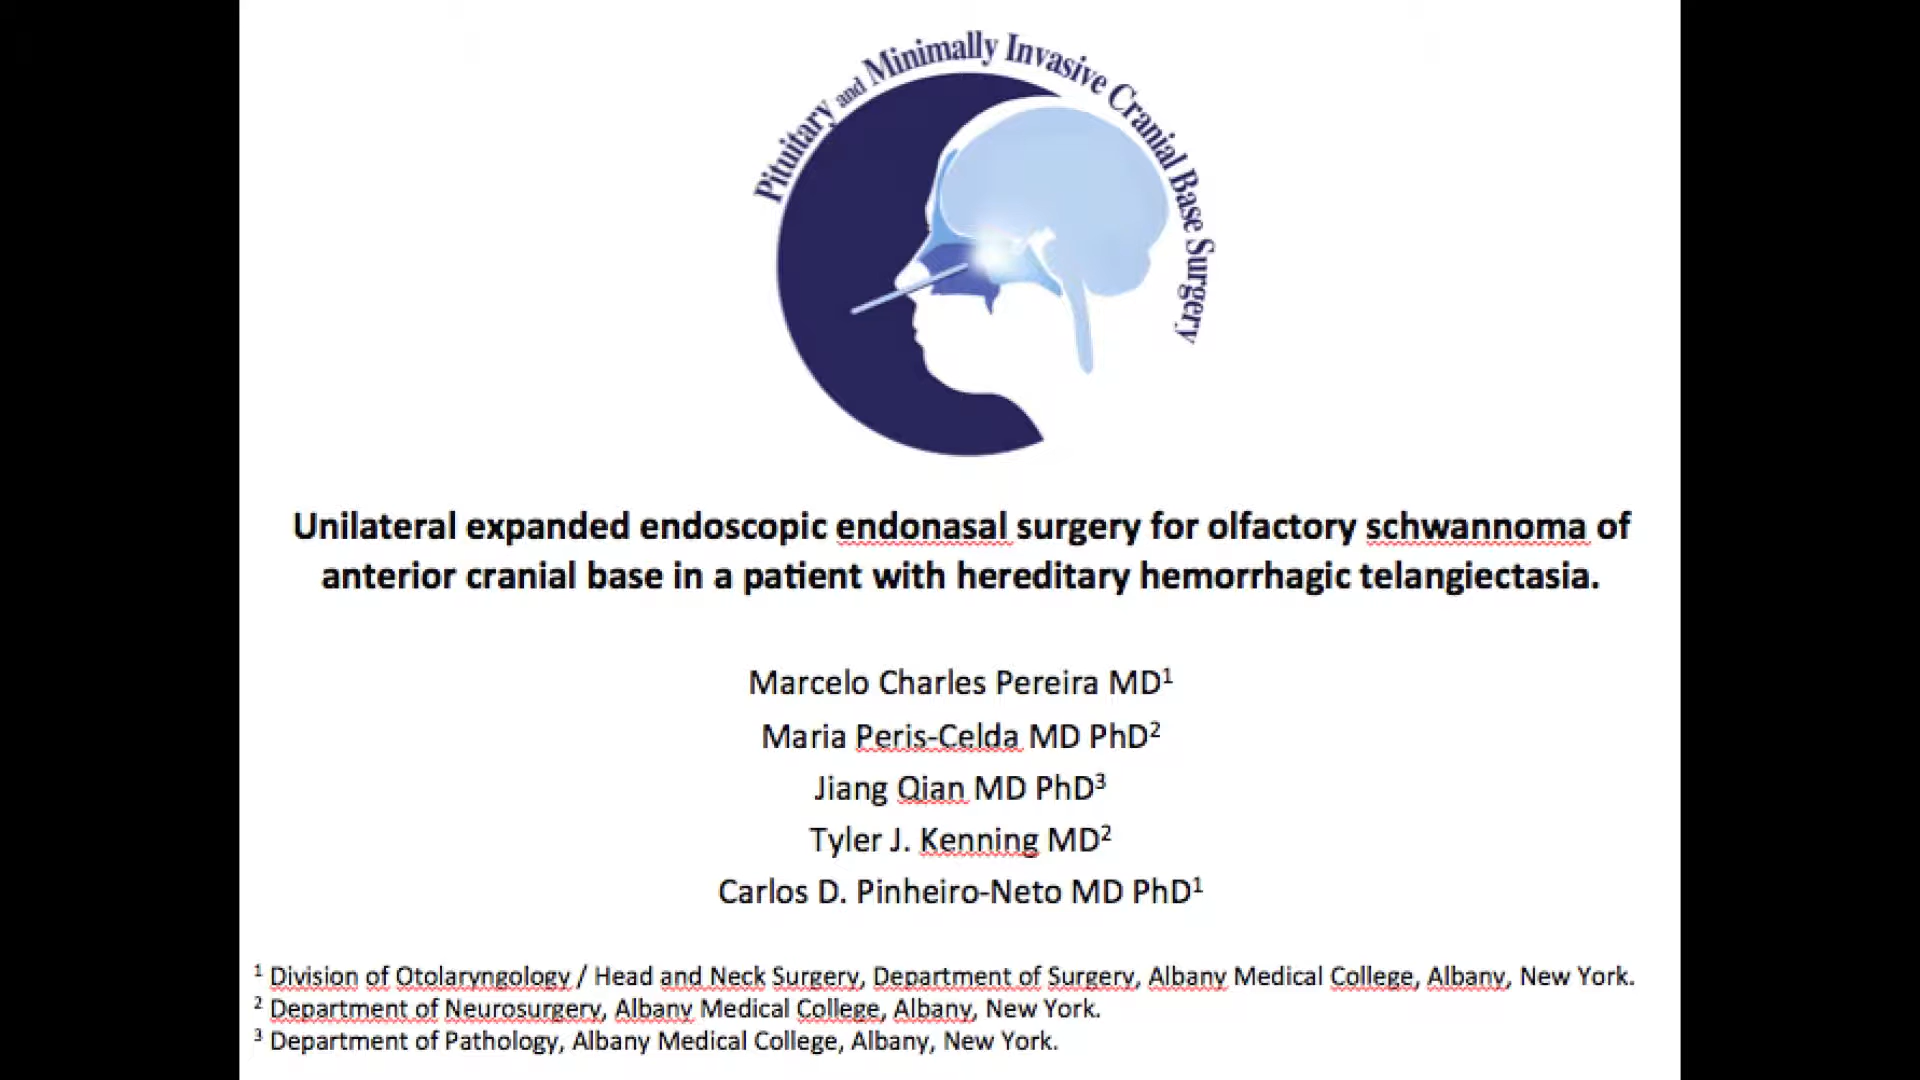 Pituitary and Minimally Invasive Cranial Base Surgery
Unilateral expanded endoscopic endonasal surgery for olfactory schwannoma of
anterior cranial base in a patient with hereditary hemorrhagic telangiectasia.
Marcelo Charles Pereira MD¹
Maria Peris-Celda MD PhD²
Jiang Qian MD PhD³
Tyler J. Kenning MD²
Carlos D. Pinheiro-Neto MD PhD¹
¹ Division of Otolaryngology / Head and Neck Surgery, Department of Surgery, Albany Medical College, Albany, New York.
² Department of Neurosurgery, Albany Medical College, Albany, New York.
³ Department of Pathology, Albany Medical College, Albany, New York.